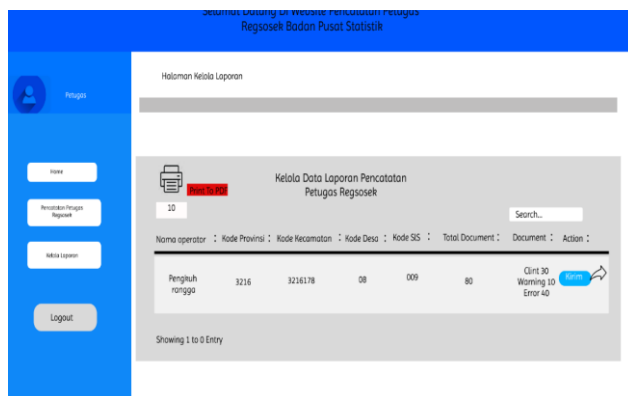 Selamat Datang Di Website Pencatatan Petugas
Regsosek Badan Pusat Statistik
Petugas
Halaman Kelola Laporan
Home
Pencatatan Petugas
Regsosek
Kelola Laporan
Logout
Print To PDF
Kelola Data Laporan Pencatatan
Petugas Regsosek
10
Search...
Nama operator : Kode Provinsi : Kode Kecamatan : Kode Desa : Kode SIS : Total Document : Document : Action :
Pengkuh
rangga
3216 3216178 08 009 80
Clint 30
Warning 10
Error 40
Kirim
Showing 1 to 0 Entry